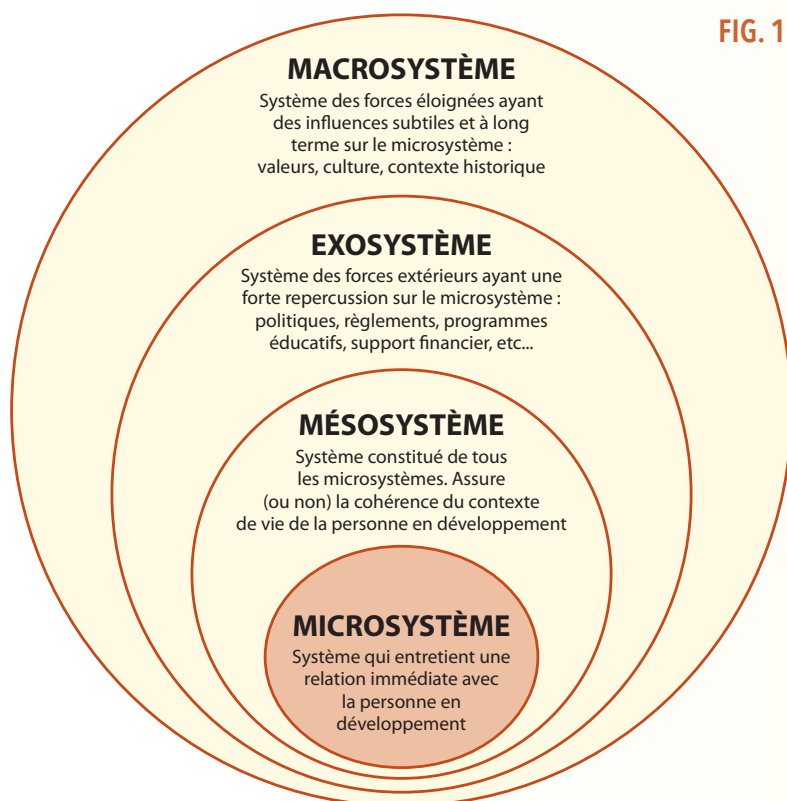 FIG. 1
MACROSYSTÈME
Système des forces éloignées ayant
des influences subtiles et à long
terme sur le microsystème :
valeurs, culture, contexte historique
EXOSYSTÈME
Système des forces extérieurs ayant une
forte repercussion sur le microsystème :
politiques, règlements, programmes
éducatifs, support financier, etc...
MÉSOSYSTÈME
Système constitué de tous
les microsystèmes. Assure
(ou non) la cohérence du contexte
de vie de la personne en développement
MICROSYSTÈME
Système qui entretient une
relation immédiate avec
la personne en
développement